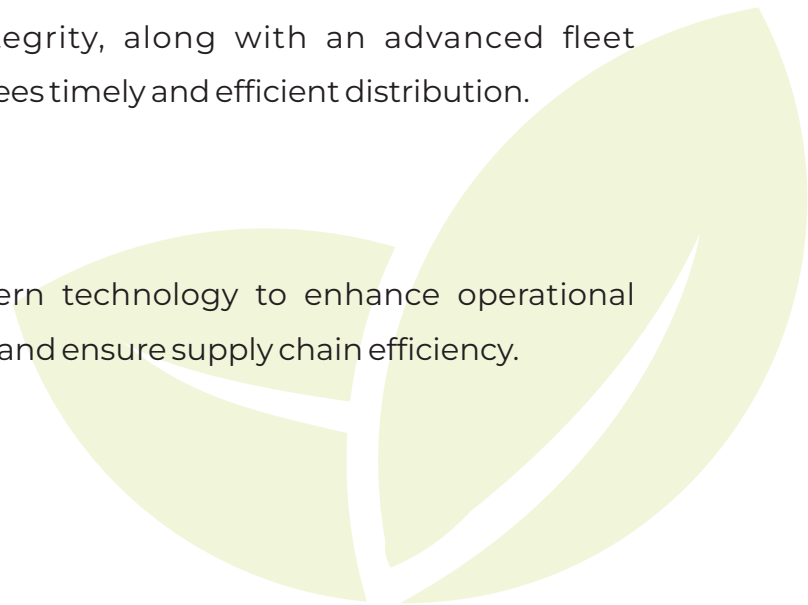 tegrity, along with an advanced fleet
ees timely and efficient distribution.
ern technology to enhance operational
and ensure supply chain efficiency.